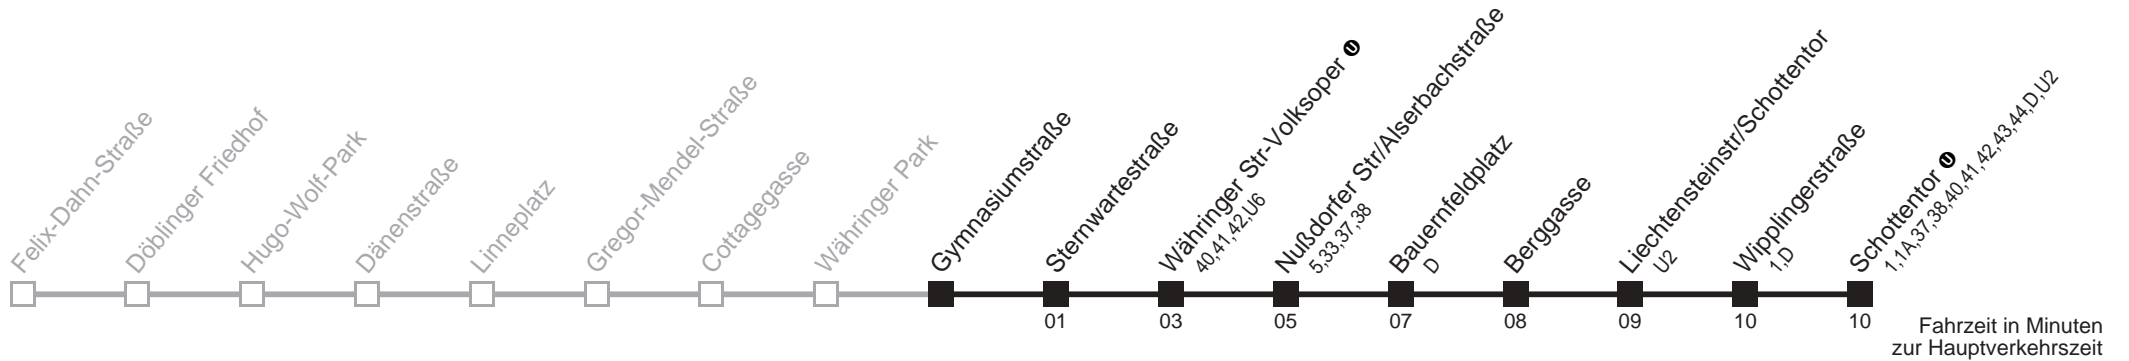 Felix-Dahn-Straße
Döblinger Friedhof
Hugo-Wolf-Park
Dänenstraße
Linneplatz
Gregor-Mendel-Straße
Cottagegasse
Währinger Park
Gymnasiumstraße
Sternwartestraße
01
Währinger Str-Volksoper U
40,41,42,U6
03
Nußdorfer Str/Alserbachstraße
5,33,37,38
05
Bauernfeldplatz
D
07
Berggasse
08
Liechtensteinstr/Schottentor
U2
09
Wipplingerstraße
1,D
10
Schottentor U
1,1A,37,38,40,41,42,43,44,D,U2
10
Fahrzeit in Minuten
zur Hauptverkehrszeit